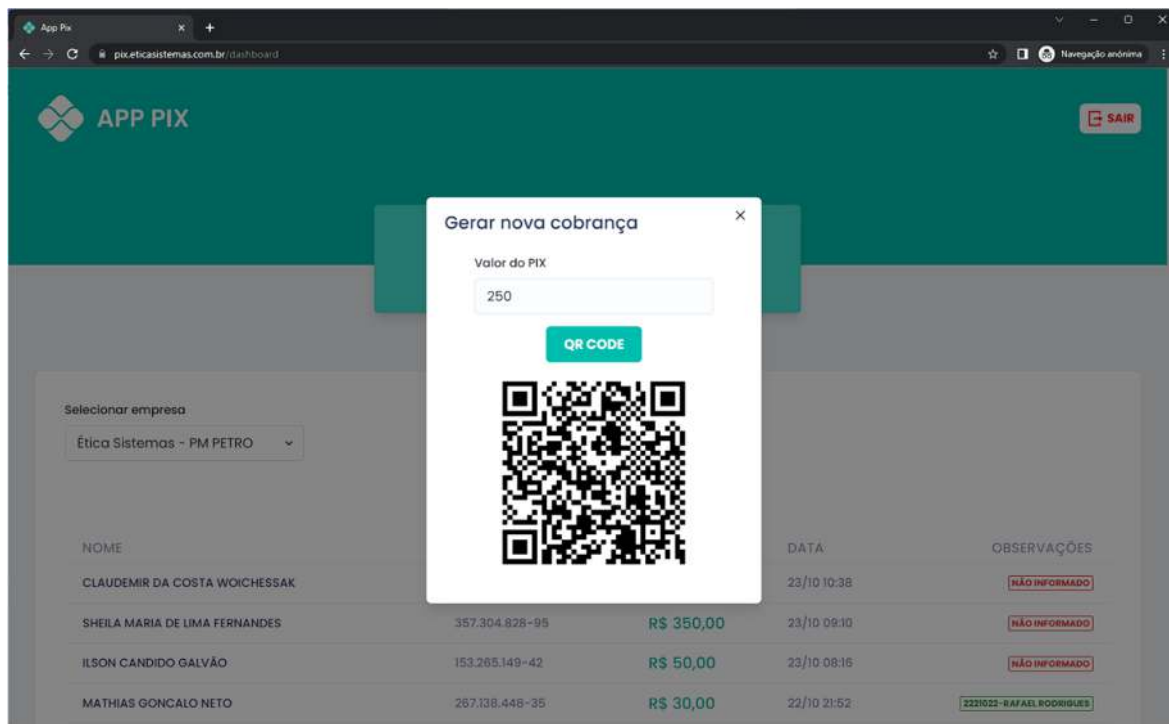 App Pix
pix.eticasistemas.com.br/dashboard
Navegação anônima
APP PIX
SAIR
Gerar nova cobrança
Valor do PIX
250
QR CODE
Selecionar empresa
Ética Sistemas - PM PETRO
NOME DATA OBSERVAÇÕES
CLAUDEMIR DA COSTA WOICHESSAK 23/10 10:38 NÃO INFORMADO
SHEILA MARIA DE LIMA FERNANDES 357.304.828-95 R$ 350,00 23/10 09:10 NÃO INFORMADO
ILSON CANDIDO GALVÃO 153.265.149-42 R$ 50,00 23/10 08:16 NÃO INFORMADO
MATHIAS GONCALO NETO 267.138.448-35 R$ 30,00 22/10 21:52 2221022-RAFAEL RODRIGUES